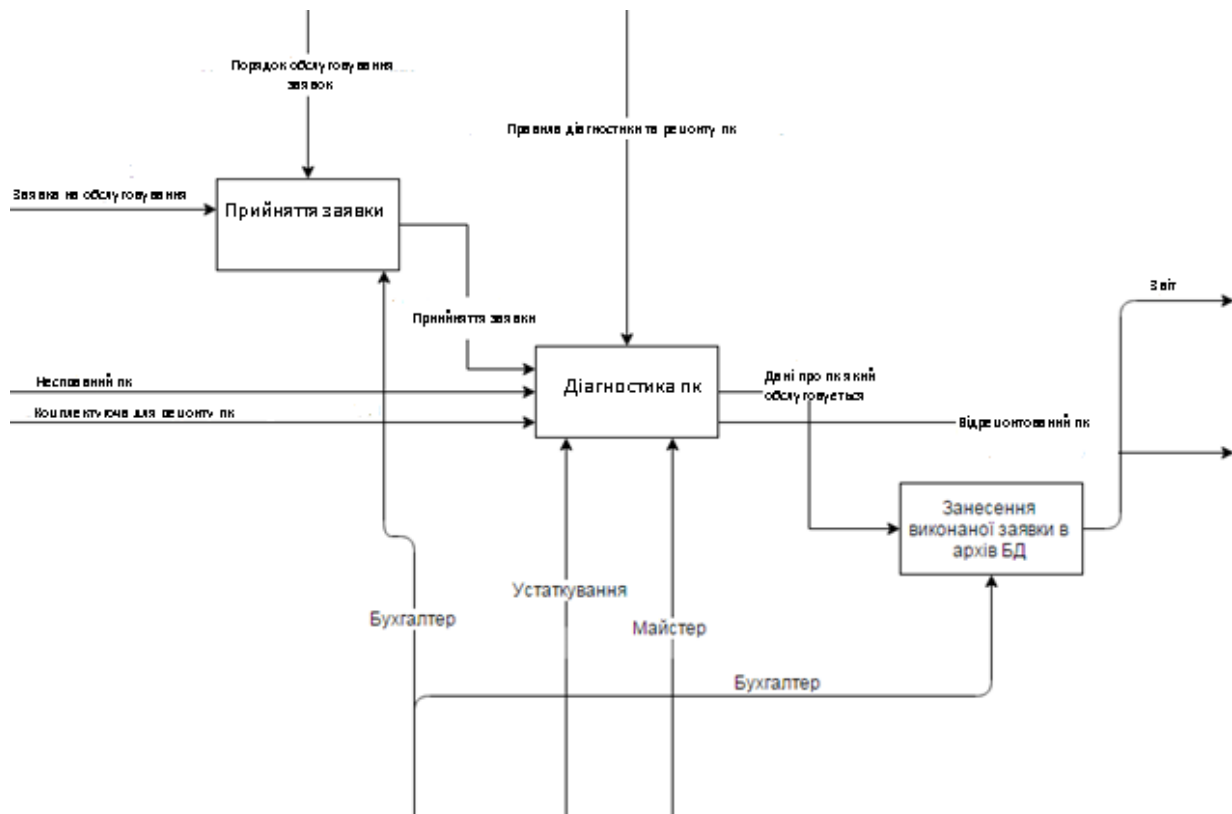 Порядок обслуговування
заявок
Правила діагностики та ремонту пк
Заявка на обслуговування
Прийняття заявки
Звіт
Прийняття заявки
Несправний пк
Діагностика пк
Дані про пк який
обслуговується
Комплектуюча для ремонту пк
Відремонтований пк
Занесення
виконаної заявки в
архів БД
Устаткування
Бухгалтер
Майстер
Бухгалтер